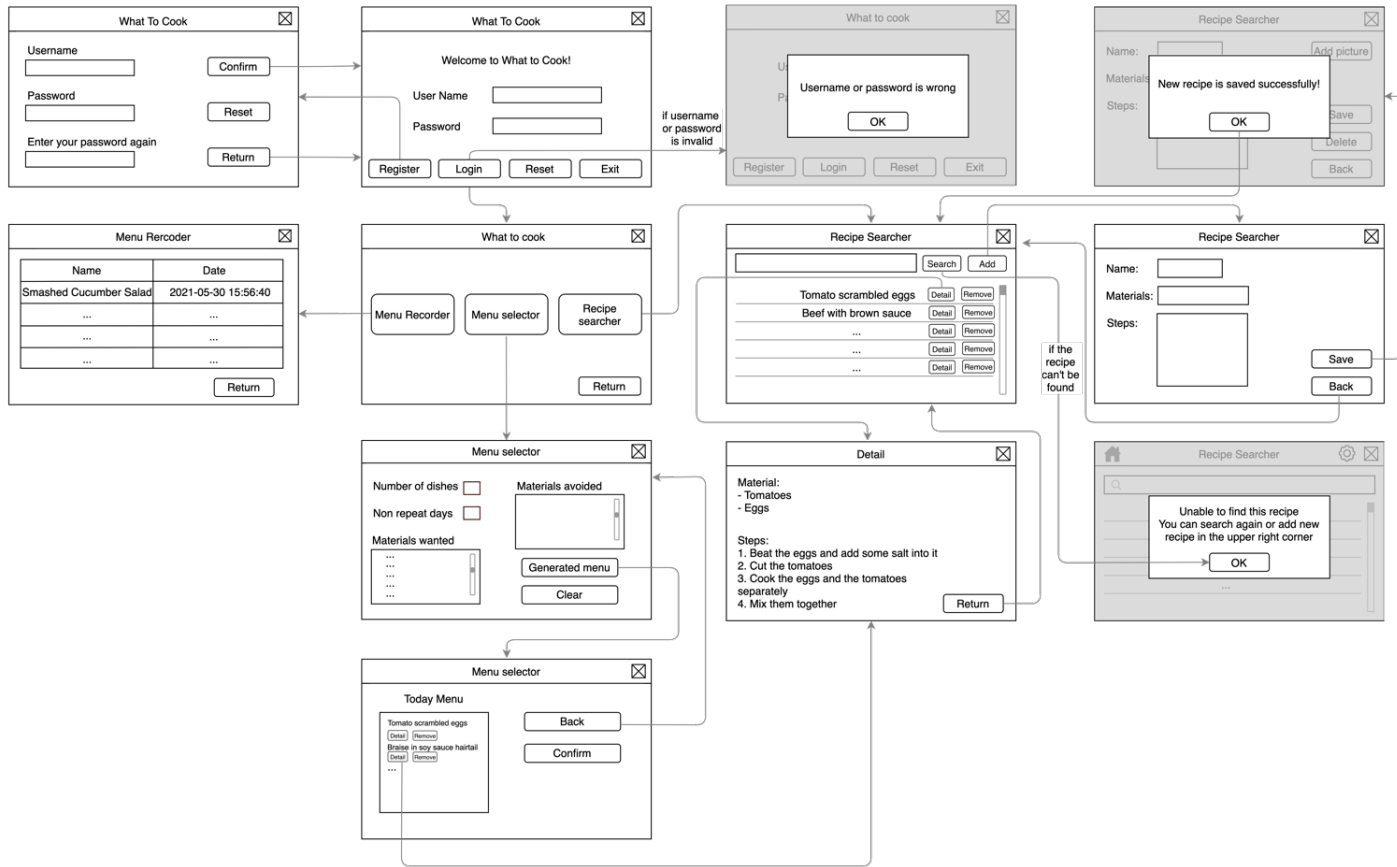 What To Cook
Username
Confirm
Password
Reset
Enter your password again
Return
What To Cook
Welcome to What to Cook!
User Name
Password
Register
Login
Reset
Exit
if username
or password
is invalid
What to cook
Us
Pa
Username or password is wrong
OK
Register
Login
Reset
Exit
Recipe Searcher
Name:
Add picture
Materials
Steps:
New recipe is saved successfully!
OK
Save
Delete
Back
Menu Rercoder
Name
Date
Smashed Cucumber Salad
2021-05-30 15:56:40
...
...
...
...
...
...
Return
What to cook
Menu Recorder
Menu selector
Recipe
searcher
Return
Recipe Searcher
Search
Add
Tomato scrambled eggs
Detail
Remove
Beef with brown sauce
Detail
Remove
...
Detail
Remove
...
Detail
Remove
...
Detail
Remove
if the
recipe
can't be
found
Recipe Searcher
Name:
Materials:
Steps:
Save
Back
Menu selector
Number of dishes
Non repeat days
Materials wanted
...
...
...
...
...
Materials avoided
Generated menu
Clear
Detail
Material:
- Tomatoes
- Eggs
Steps:
1. Beat the eggs and add some salt into it
2. Cut the tomatoes
3. Cook the eggs and the tomatoes
separately
4. Mix them together
Return
Recipe Searcher
Unable to find this recipe
You can search again or add new
recipe in the upper right corner
OK
...
Menu selector
Today Menu
Tomato scrambled eggs
Detail
Remove
Braise in soy sauce hairtail
Detail
Remove
...
Back
Confirm